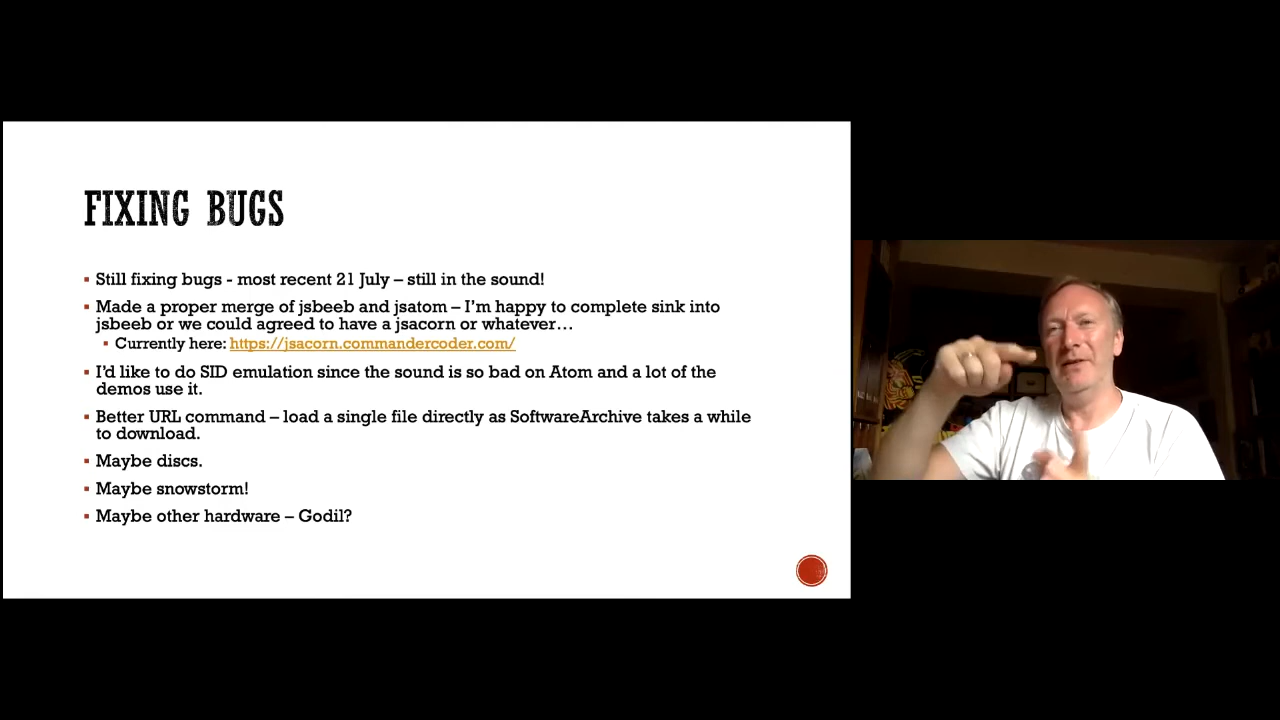 FIXING BUGS
Still fixing bugs - most recent 21 July – still in the sound!
Made a proper merge of jsbeeb and jsatom – I'm happy to complete sink into
jsbeeb or we could agreed to have a jsacorn or whatever…
Currently here: https://jsacorn.commandercoder.com/
I'd like to do SID emulation since the sound is so bad on Atom and a lot of the
demos use it.
Better URL command – load a single file directly as SoftwareArchive takes a while
to download.
Maybe discs.
Maybe snowstorm!
Maybe other hardware – Godil?